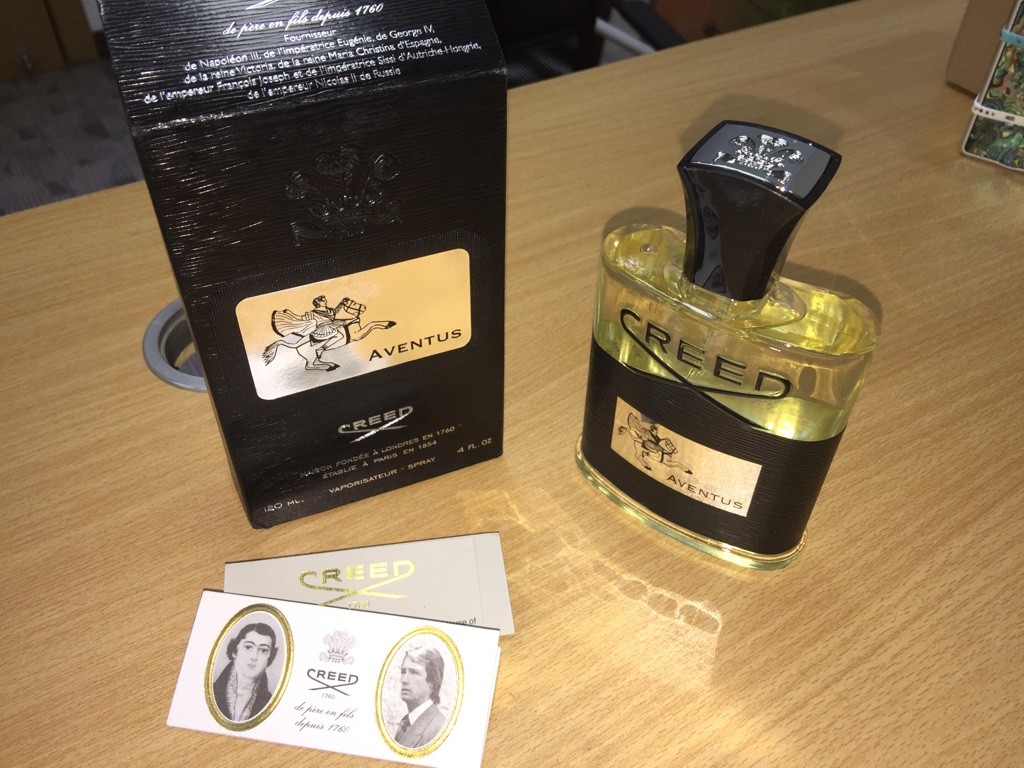 de père en fils depuis 1760
Fournisseur
de Napoléon III, de l'impératrice Eugénie, de George IV,
de la reine Victoria, de la reine Maria Christina d'Espagne,
de l'empereur François Joseph et de l'impératrice Sissi d'Autriche-Hongrie,
de l'empereur Nicolas II de Russie
AVENTUS
CREED
MAISON FONDÉE À LONDRES EN 1760
ÉTABLIE À PARIS EN 1854
120 ML. VAPORISATEUR - SPRAY 4 FL. OZ
CREED
AVENTUS
CREED
1760
CREED
1760
de père en fils
depuis 1760